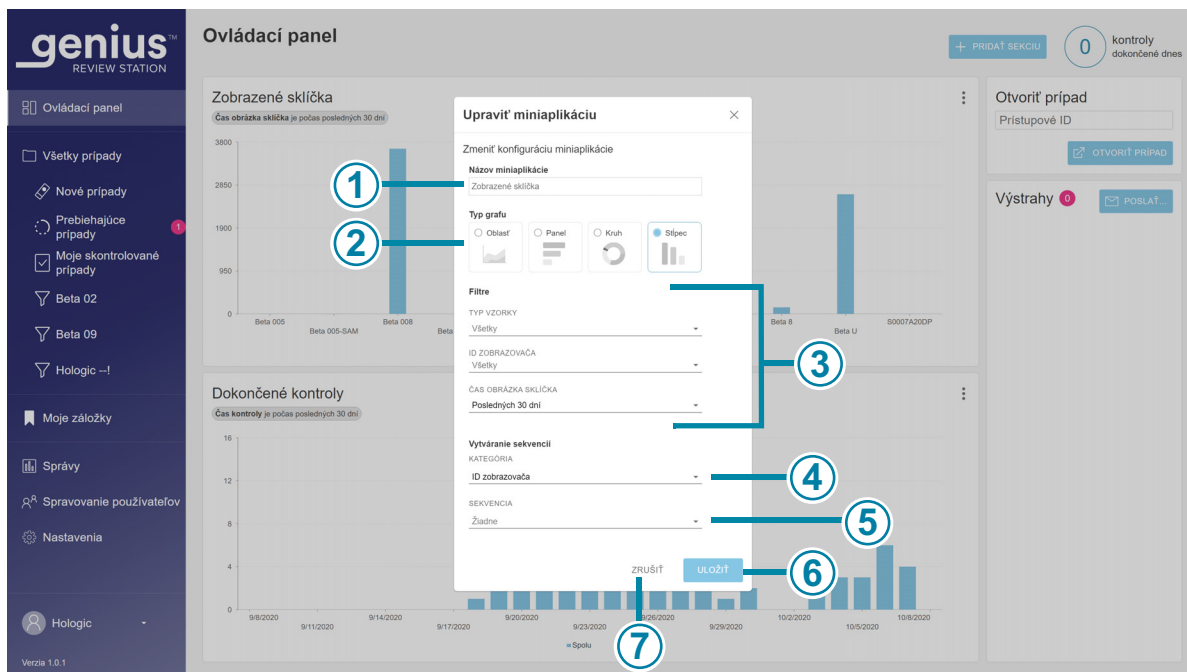 genius™
REVIEW STATION
Ovládací panel
Všetky prípady
Nové prípady
Prebiehajúce
prípady
1
Moje skontrolované
prípady
Beta 02
Beta 09
Hologic --!
Moje záložky
Správy
Spravovanie používateľov
Nastavenia
Hologic
Verzia 1.0.1
Ovládací panel
+ PRIDAŤ SEKCIU
0
kontroly
dokončené dnes
Zobrazené sklíčka
Čas obrázka sklíčka je počas posledných 30 dní
3800
2850
1900
950
0
Beta 005
Beta 005-SAM
Beta 008
Beta
Beta 8
Beta U
S0007A20DP
Dokončené kontroly
Čas kontroly je počas posledných 30 dní
16
12
8
4
0
9/8/2020
9/11/2020
9/14/2020
9/17/2020
9/20/2020
9/23/2020
9/26/2020
9/29/2020
10/2/2020
10/5/2020
10/8/2020
Spolu
Otvoriť prípad
Prístupové ID
OTVORIŤ PRÍPAD
Výstrahy 0
POSLAŤ...
Upraviť miniaplikáciu
Zmeniť konfiguráciu miniaplikácie
Názov miniaplikácie
Zobrazené sklíčka
Typ grafu
Oblasť
Panel
Kruh
Stĺpec
Filtre
TYP VZORKY
Všetky
ID ZOBRAZOVAČA
Všetky
ČAS OBRÁZKA SKLÍČKA
Posledných 30 dní
Vytváranie sekvencií
KATEGÓRIA
ID zobrazovača
SEKVENCIA
Žiadne
ZRUŠIŤ
ULOŽIŤ
1
2
3
4
5
6
7